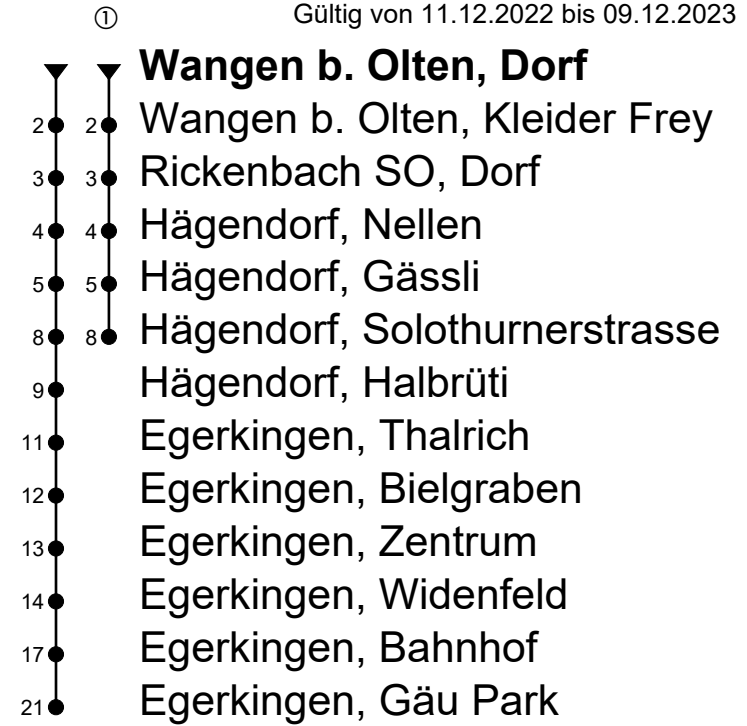 ① Gültig von 11.12.2022 bis 09.12.2023
Wangen b. Olten, Dorf
2 2 Wangen b. Olten, Kleider Frey
3 3 Rickenbach SO, Dorf
4 4 Hägendorf, Nellen
5 5 Hägendorf, Gässli
8 8 Hägendorf, Solothurnerstrasse
9 Hägendorf, Halbrüti
11 Egerkingen, Thalrich
12 Egerkingen, Bielgraben
13 Egerkingen, Zentrum
14 Egerkingen, Widenfeld
17 Egerkingen, Bahnhof
21 Egerkingen, Gäu Park